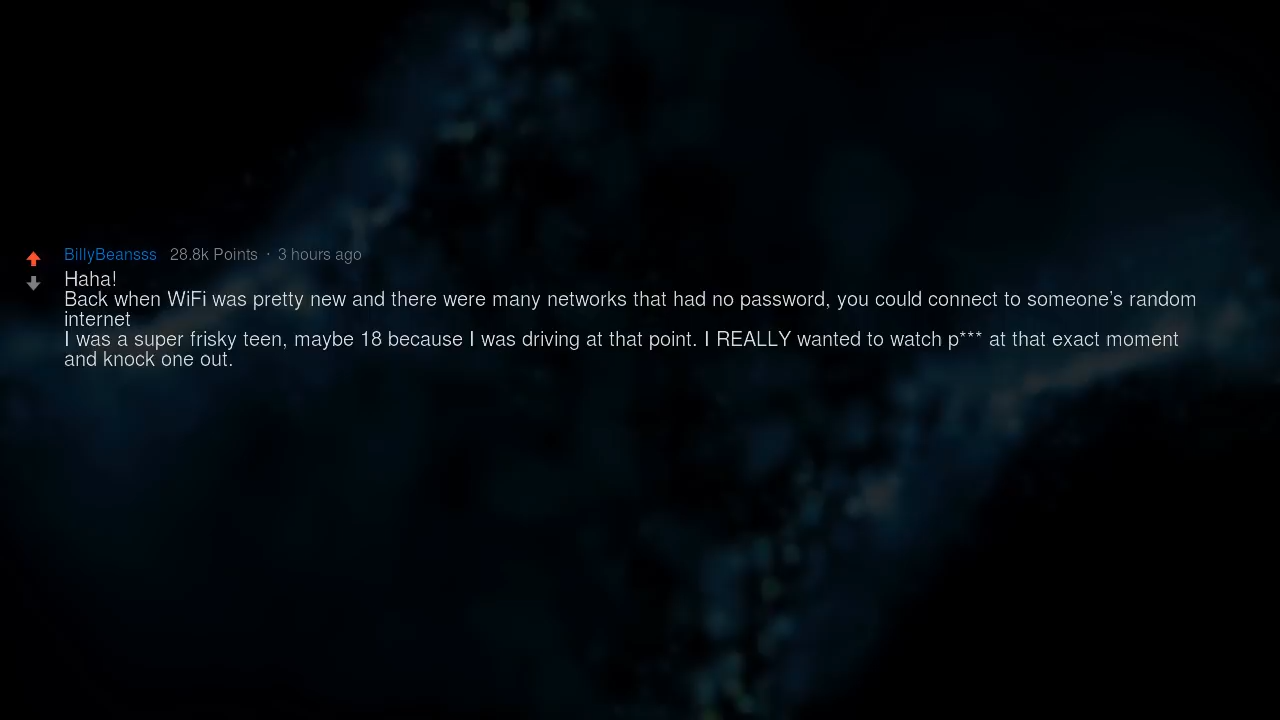 BillyBeansss 28.8k Points · 3 hours ago
Haha!
Back when WiFi was pretty new and there were many networks that had no password, you could connect to someone's random
internet
I was a super frisky teen, maybe 18 because I was driving at that point. I REALLY wanted to watch p*** at that exact moment
and knock one out.